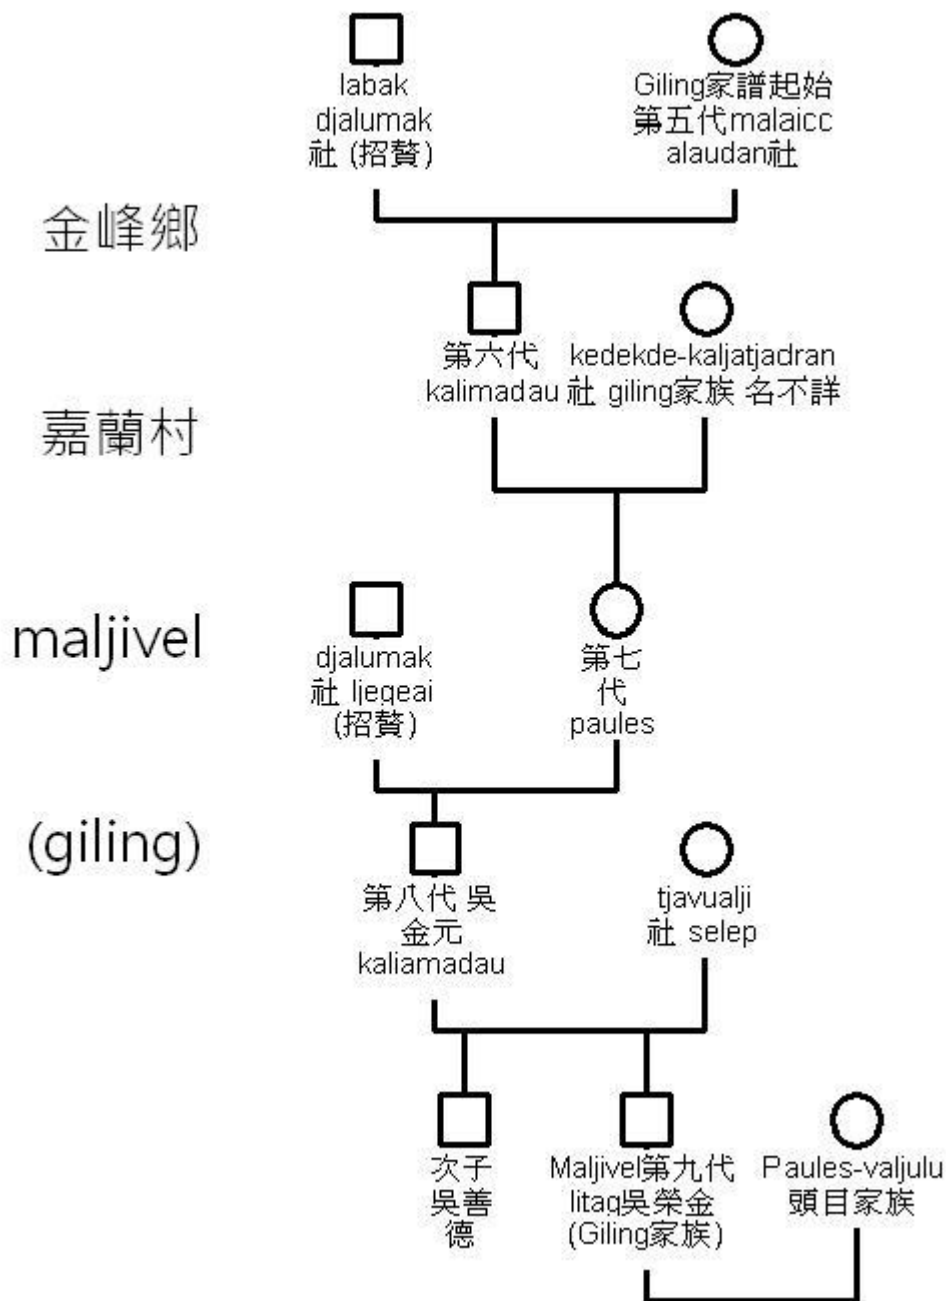 labak
djalumak
社 (招贅)
Giling家譜起始
第五代malaicc
alaudan社
金峰鄉
第六代
kalimadau
kedekde-kaljatjadran
社 giling家族 名不詳
嘉蘭村
maljivel
djalumak
社 ljegeai
(招贅)
第七
代
paules
(giling)
第八代 吳
金元
kaliamadau
tjavualji
社 selep
次子
吳善
德
Maljivel第九代
litag吳榮金
(Giling家族)
Paules-valjulu
頭目家族